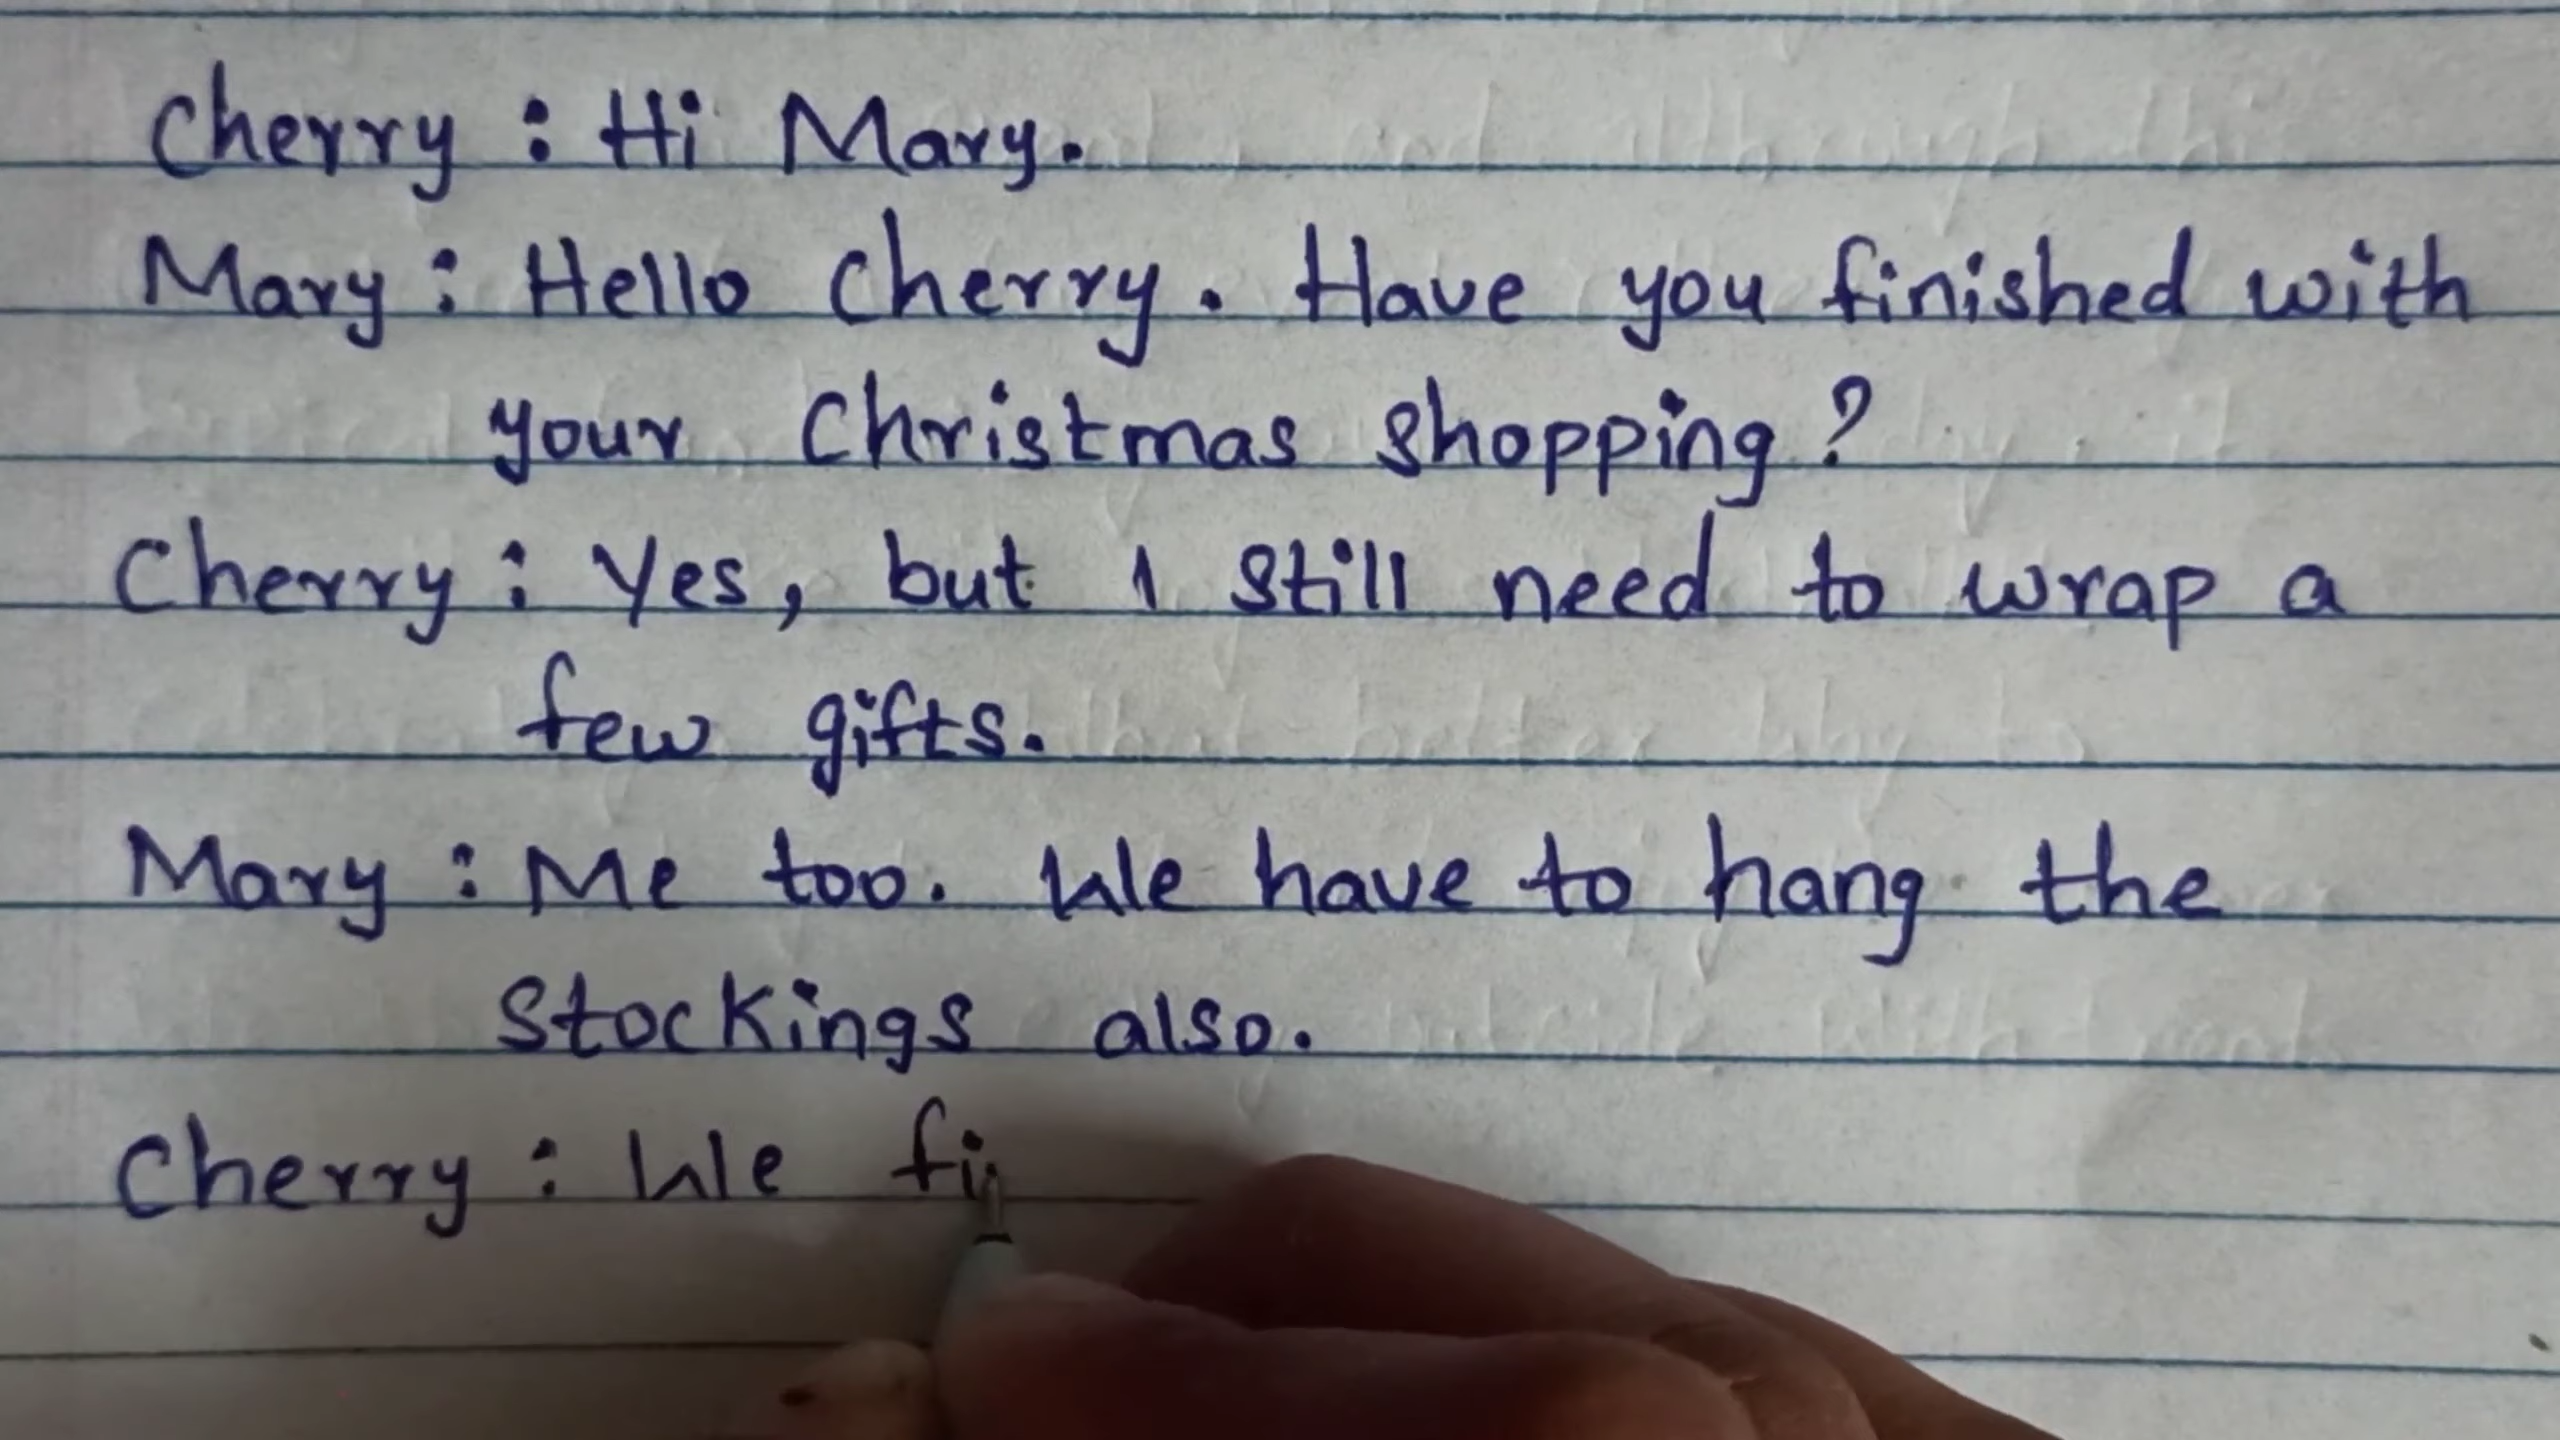 Cherry : Hi Mary.
Mary : Hello Cherry. Have you finished with
your Christmas shopping?
Cherry : Yes, but I still need to wrap a
few gifts.
Mary : Me too. We have to hang the
stockings also.
Cherry : We